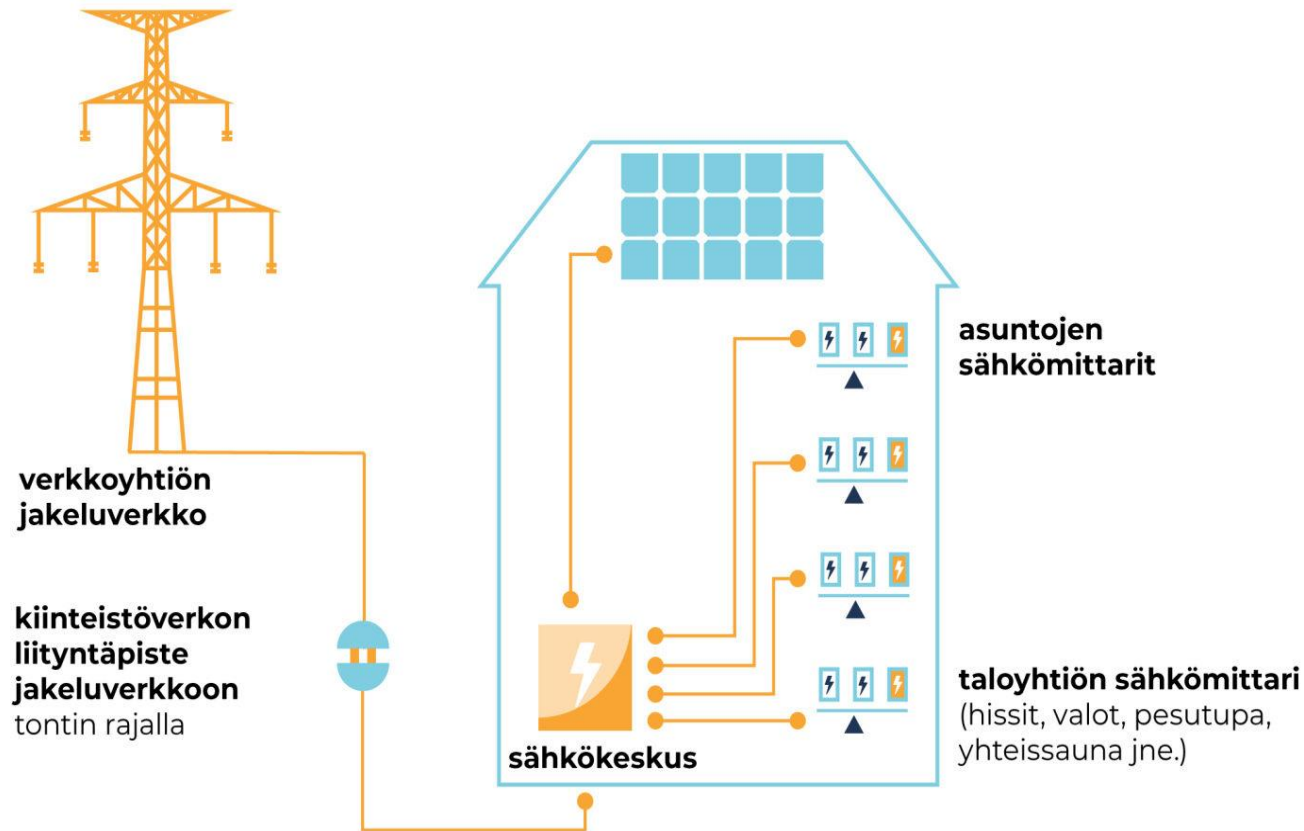 verkkoyhtiön
jakeluverkko
kiinteistöverkon
liityntäpiste
jakeluverkkoon
tontin rajalla
sähkökeskus
asuntojen
sähkömittarit
taloyhtiön sähkömittari
(hissit, valot, pesutupa,
yhteissauna jne.)